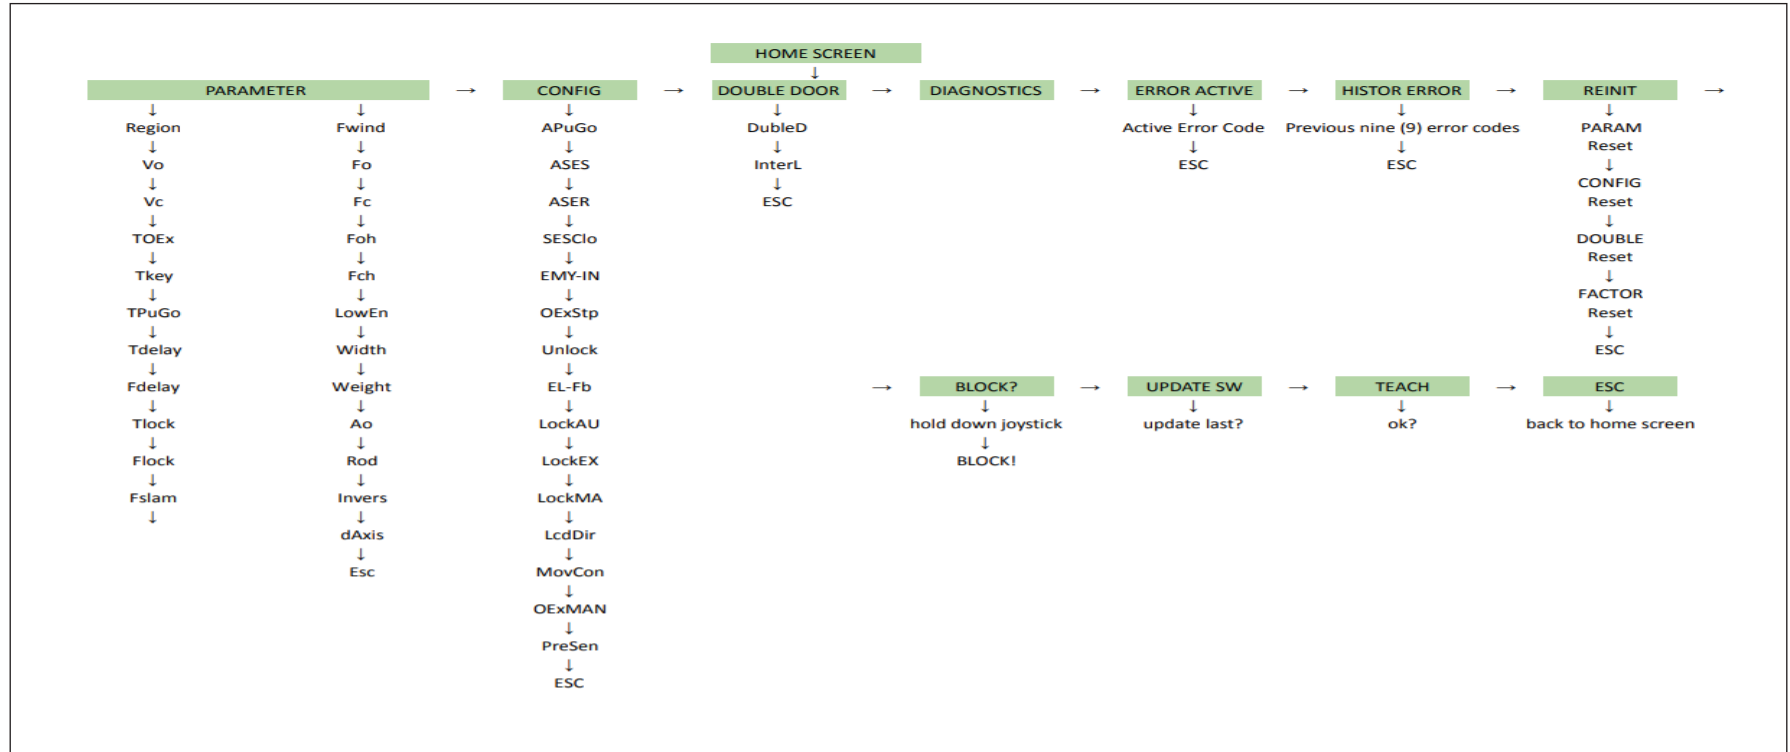 HOME SCREEN
↓
PARAMETER → CONFIG → DOUBLE DOOR → DIAGNOSTICS → ERROR ACTIVE → HISTOR ERROR → REINIT →
↓ ↓ ↓ ↓ ↓ ↓ ↓
Region Fwind APuGo DubleD Active Error Code Previous nine (9) error codes PARAM
↓ ↓ ↓ ↓ ↓ ↓ Reset
Vo Fo ASES InterL ESC ESC ↓
↓ ↓ ↓ ↓ CONFIG
Vc Fc ASER ESC Reset
↓ ↓ ↓ ↓
TOEx Foh SESClo DOUBLE
↓ ↓ ↓ Reset
Tkey Fch EMY-IN ↓
↓ ↓ ↓ FACTOR
TPuGo LowEn OExStp Reset
↓ ↓ ↓ ↓
Tdelay Width Unlock ESC
↓ ↓ ↓
Fdelay Weight EL-Fb → BLOCK? → UPDATE SW → TEACH → ESC
↓ ↓ ↓ ↓ ↓ ↓ ↓
Tlock Ao LockAU hold down joystick update last? ok? back to home screen
↓ ↓ ↓ ↓
Flock Rod LockEX BLOCK!
↓ ↓ ↓
Fslam Invers LockMA
↓ ↓ ↓
dAxis LcdDir
↓ ↓
Esc MovCon
↓
OExMAN
↓
PreSen
↓
ESC